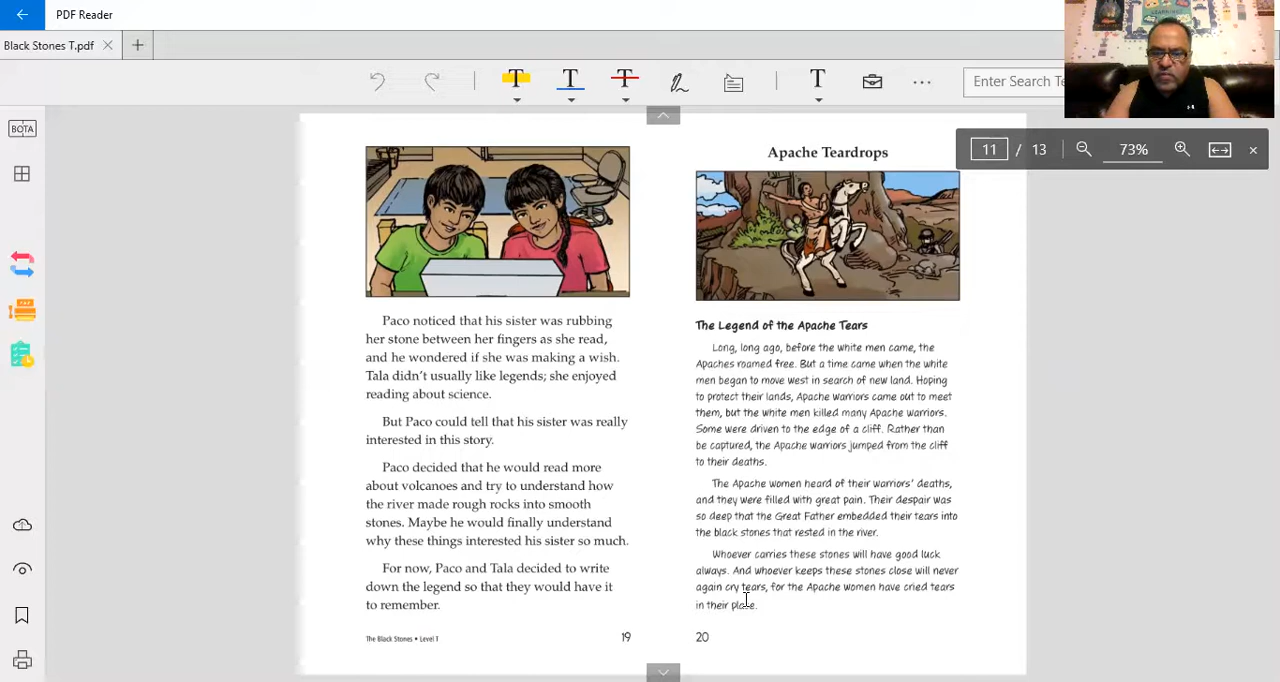 PDF Reader
Black Stones T.pdf
Enter Search Te
BOTA
11 / 13
73%
Paco noticed that his sister was rubbing
her stone between her fingers as she read,
and he wondered if she was making a wish.
Tala didn't usually like legends; she enjoyed
reading about science.
But Paco could tell that his sister was really
interested in this story.
Paco decided that he would read more
about volcanoes and try to understand how
the river made rough rocks into smooth
stones. Maybe he would finally understand
why these things interested his sister so much.
For now, Paco and Tala decided to write
down the legend so that they would have it
to remember.
The Black Stones • Level T
19
Apache Teardrops
The Legend of the Apache Tears
Long, long ago, before the white men came, the
Apaches roamed free. But a time came when the white
men began to move west in search of new land. Hoping
to protect their lands, Apache warriors came out to meet
them, but the white men killed many Apache warriors.
Some were driven to the edge of a cliff. Rather than
be captured, the Apache warriors jumped from the cliff
to their deaths.
The Apache women heard of their warriors' deaths,
and they were filled with great pain. Their despair was
so deep that the Great Father embedded their tears into
the black stones that rested in the river.
Whoever carries these stones will have good luck
always. And whoever keeps these stones close will never
again cry tears, for the Apache women have cried tears
in their place.
20